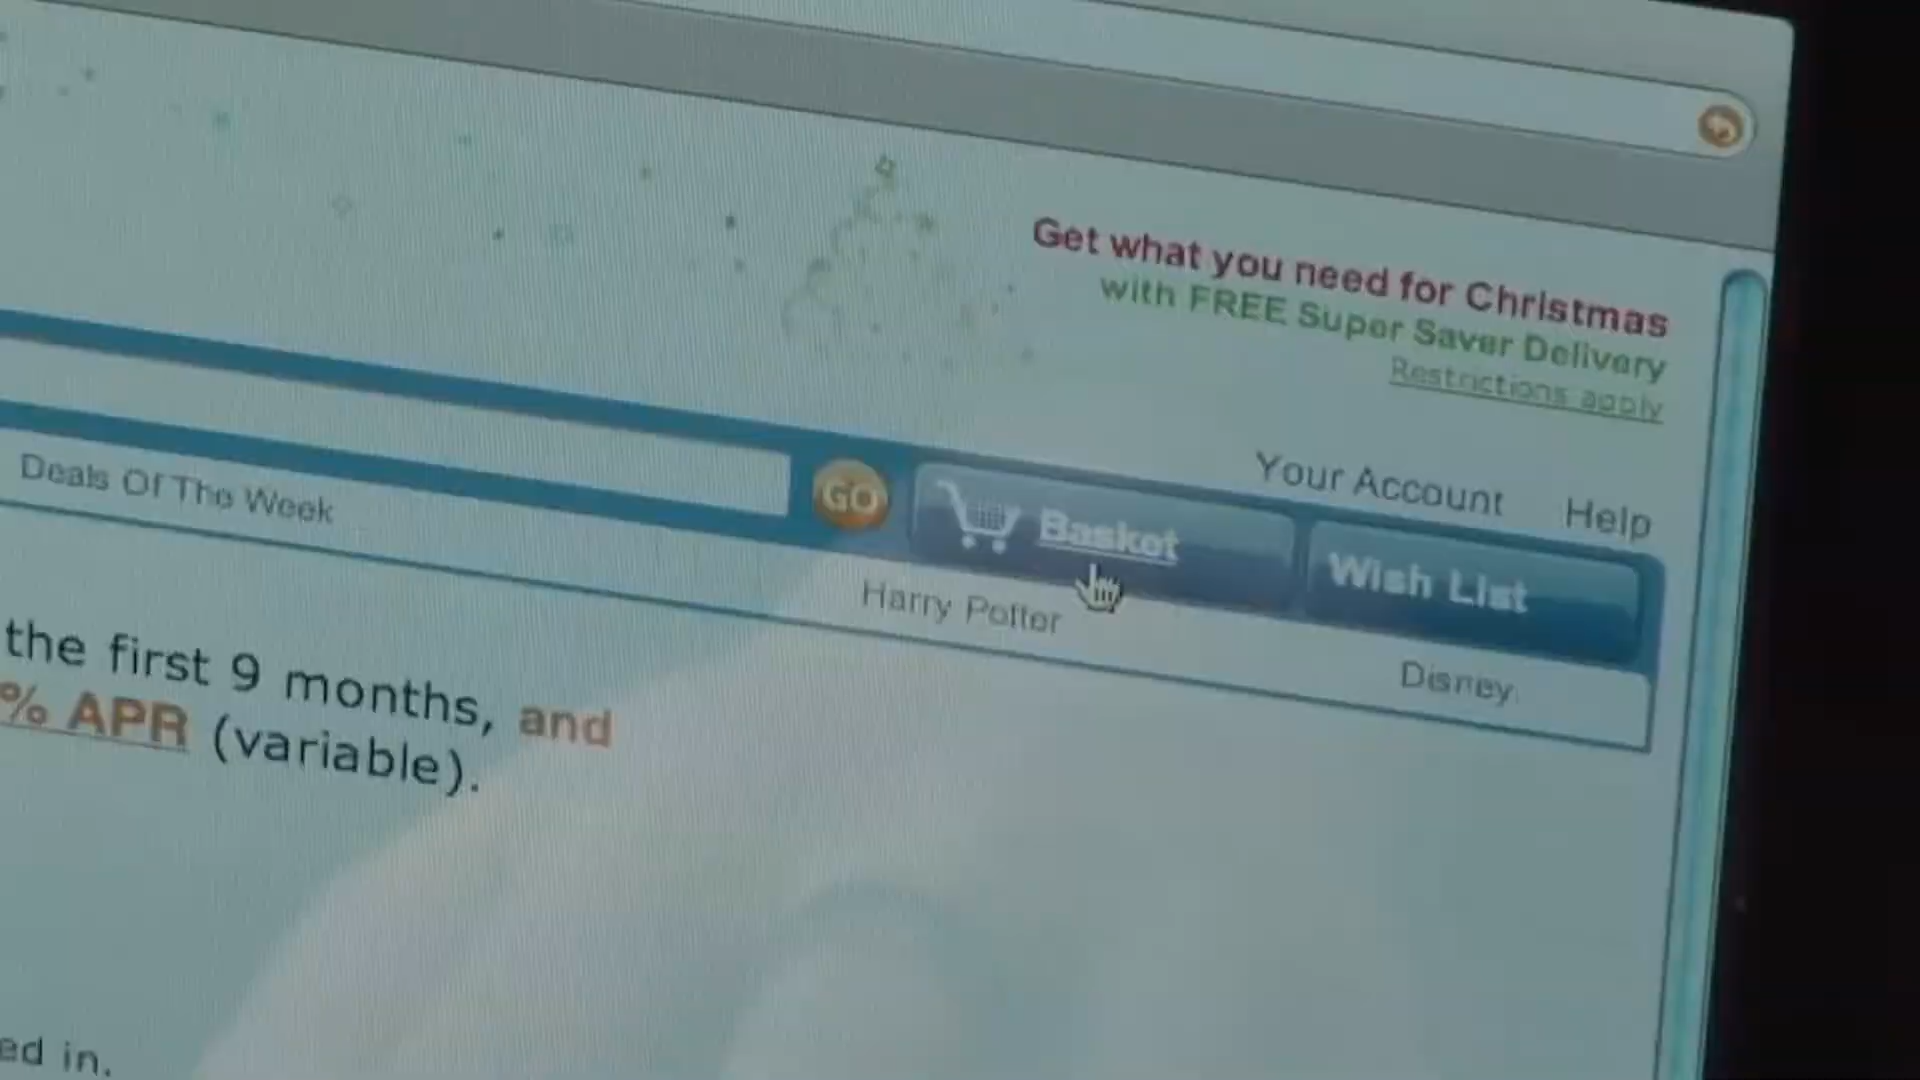 Get what you need for Christmas
with FREE Super Saver Delivery
Restrictions apply
Your Account Help
GO Basket Wish List
Deals Of The Week Harry Potter Disney
the first 9 months, and
% APR (variable).
ed in.